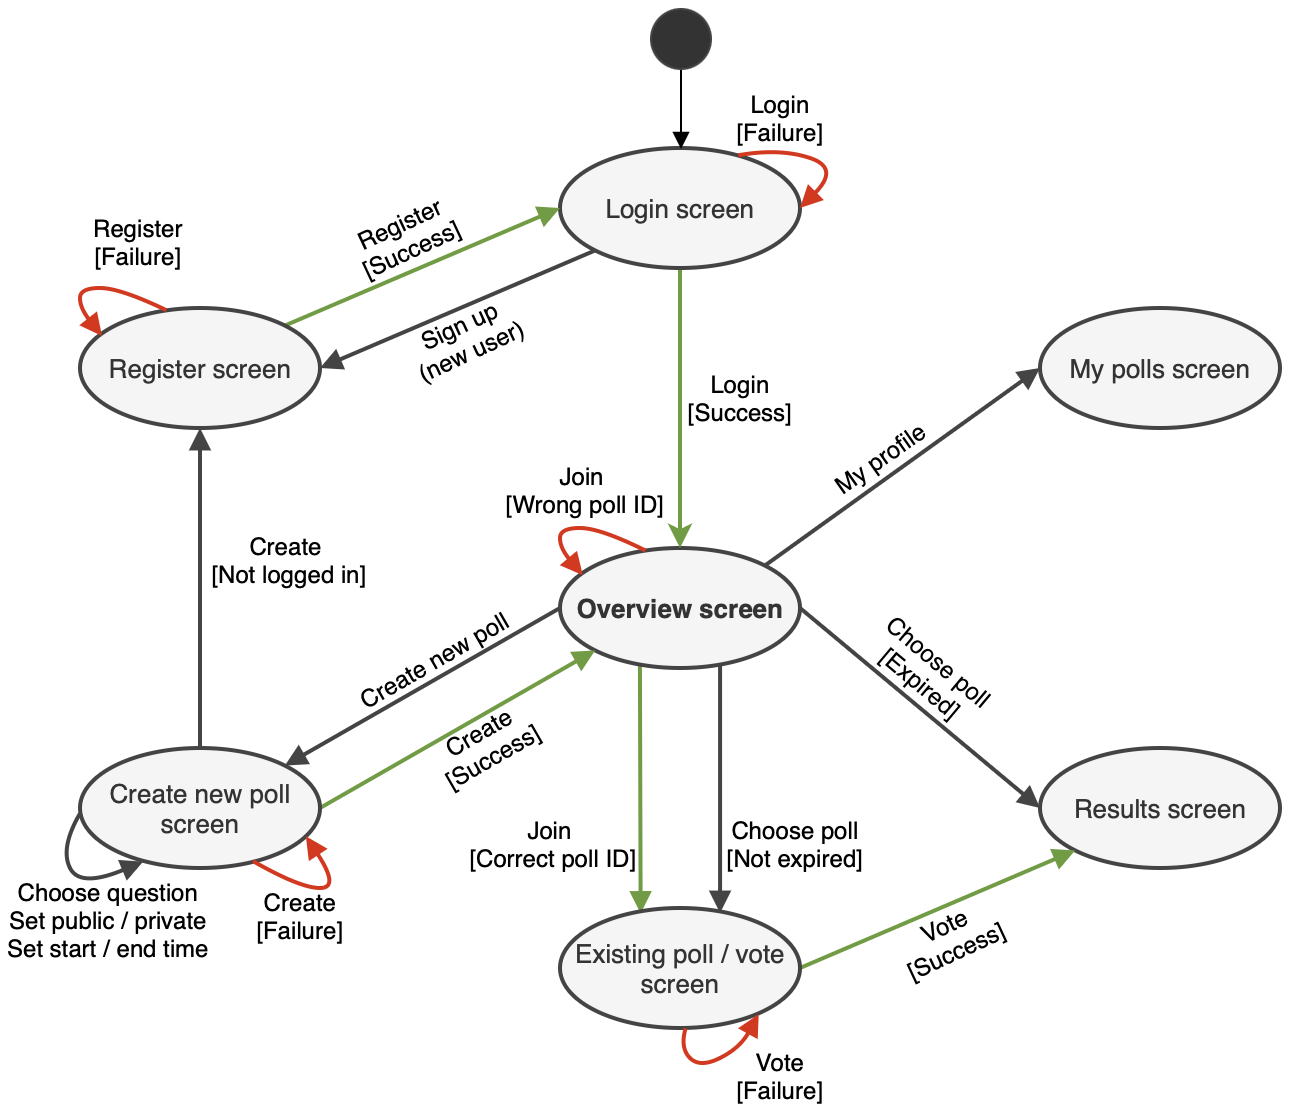 Login
[Failure]
Login screen
Register
[Success]
Register
[Failure]
Sign up
(new user)
Register screen
My polls screen
Login
[Success]
My profile
Join
[Wrong poll ID]
Create
[Not logged in]
Overview screen
Create new poll
Choose poll
[Expired]
Create
[Success]
Create new poll
screen
Results screen
Join
[Correct poll ID]
Choose poll
[Not expired]
Choose question
Set public / private
Set start / end time
Create
[Failure]
Existing poll / vote
screen
Vote
[Success]
Vote
[Failure]